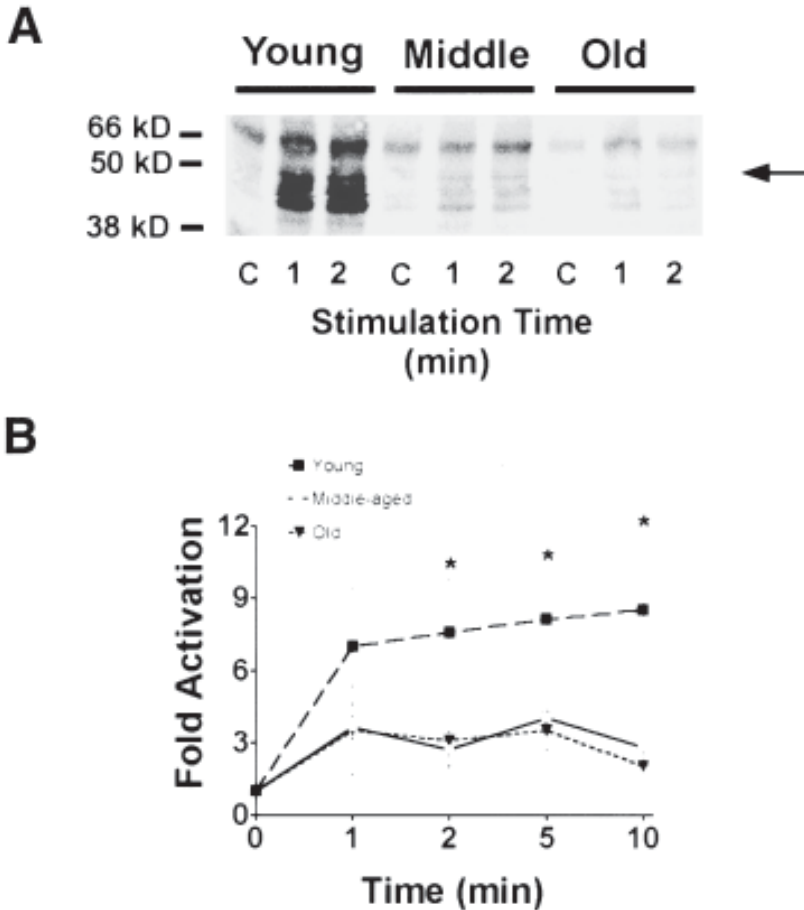 A
Young Middle Old
66 kD
50 kD
38 kD
C 1 2 C 1 2 C 1 2
Stimulation Time
(min)
B
Young
Middle-aged
Old
* * *
12
9
6
3
0
Fold Activation
0 1 2 5 10
Time (min)